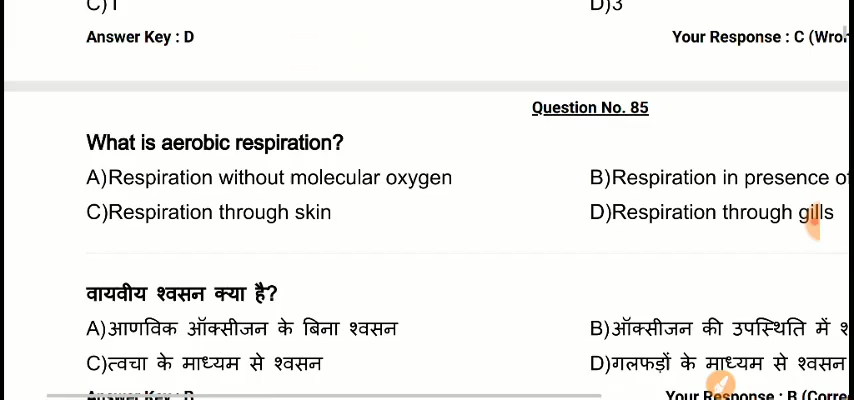 C)1 D)3
Answer Key : D Your Response : C
Question No. 85
What is aerobic respiration?
A)Respiration without molecular oxygen B)Respiration in presence
C)Respiration through skin D)Respiration through gills
वायवीय श्वसन क्या है?
A)आणविक ऑक्सीजन के बिना श्वसन B)ऑक्सीजन की उपस्थिति में
C)त्वचा के माध्यम से श्वसन D)गलफड़ों के माध्यम से श्वसन
Your Response : B